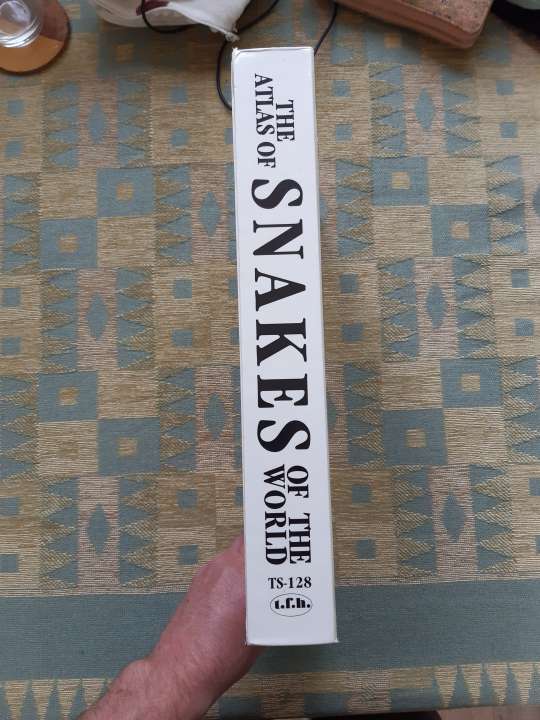 THE
ATLAS OF
SNAKES
OF THE
WORLD
TS-128
t.f.h.